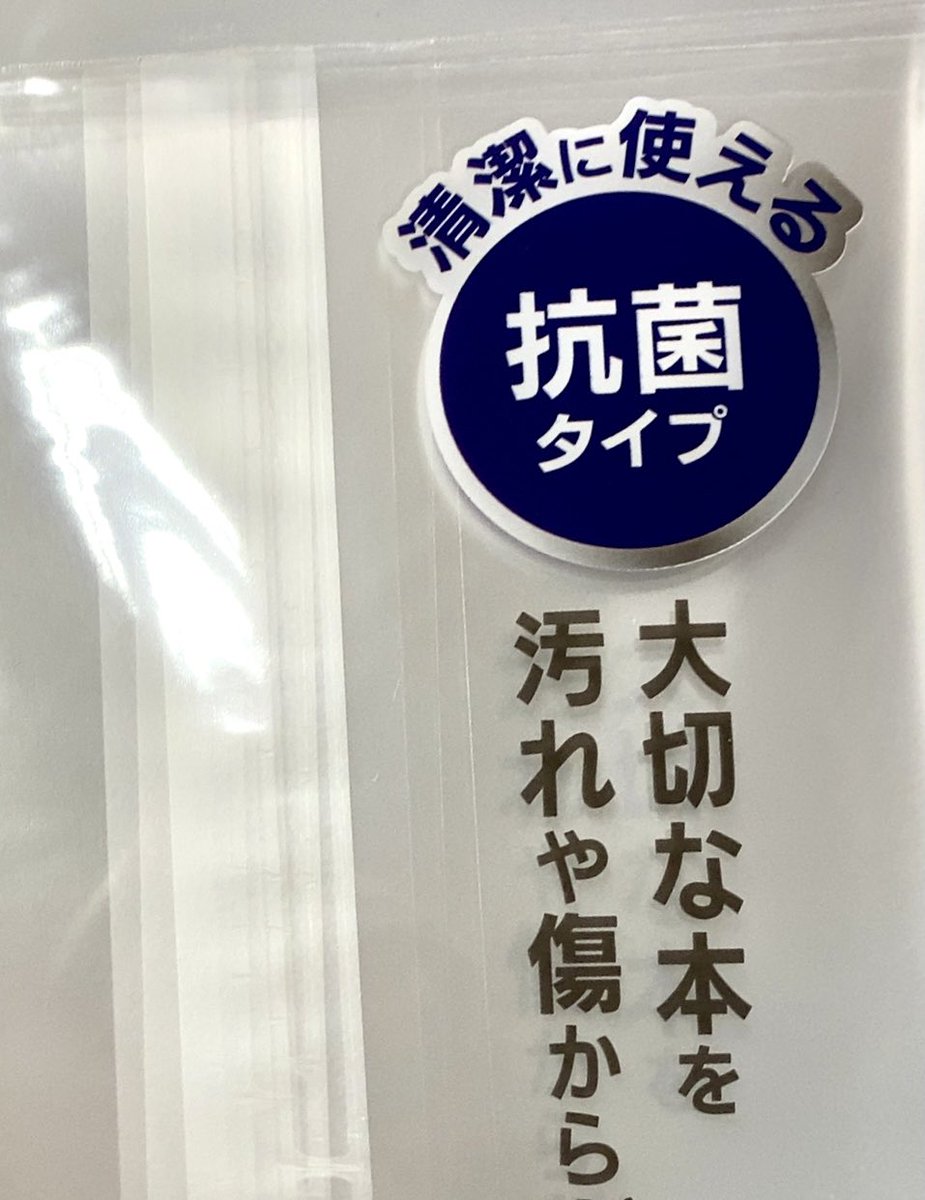 清潔に使える
抗菌
タイプ
大切な本を
汚れや傷から